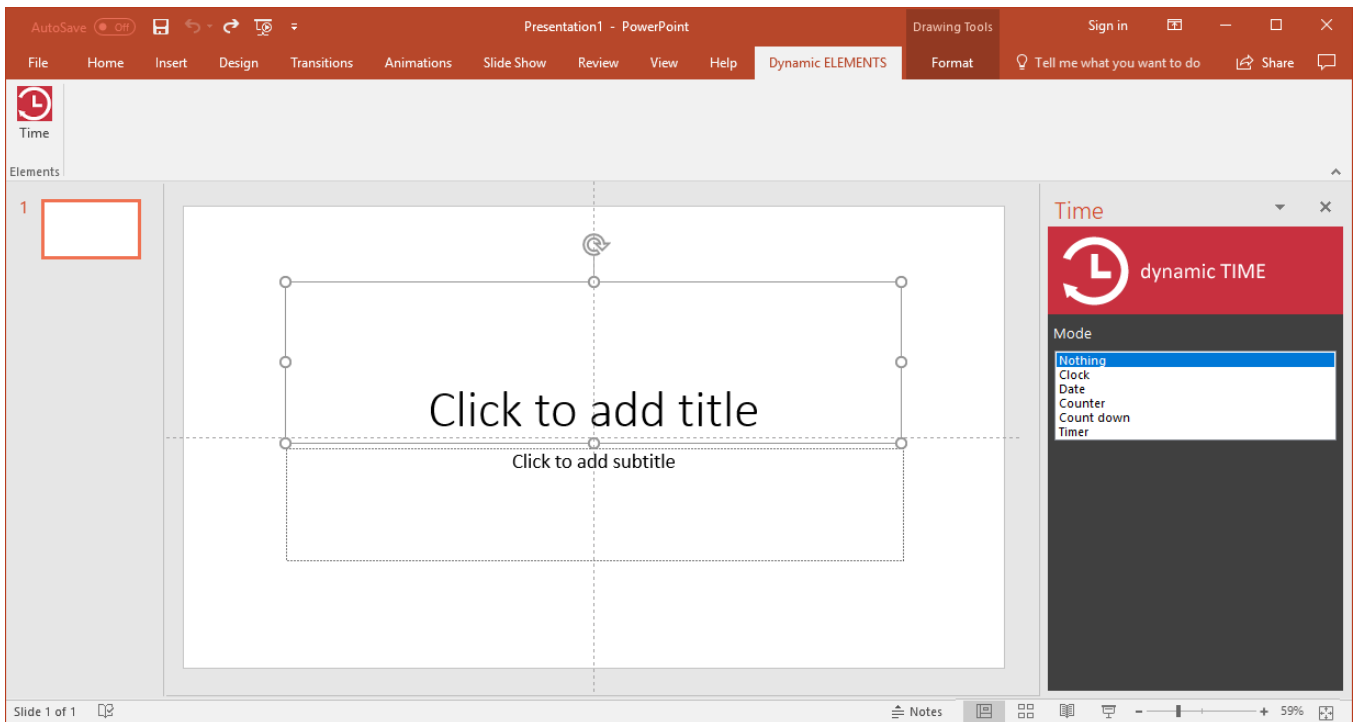 AutoSave Off Presentation1 - PowerPoint Drawing Tools Sign in
File Home Insert Design Transitions Animations Slide Show Review View Help Dynamic ELEMENTS Format Tell me what you want to do Share
Time
Elements
1
Click to add title
Click to add subtitle
Time
dynamic TIME
Mode
Nothing
Clock
Date
Counter
Count down
Timer
Slide 1 of 1 Notes - + 59%